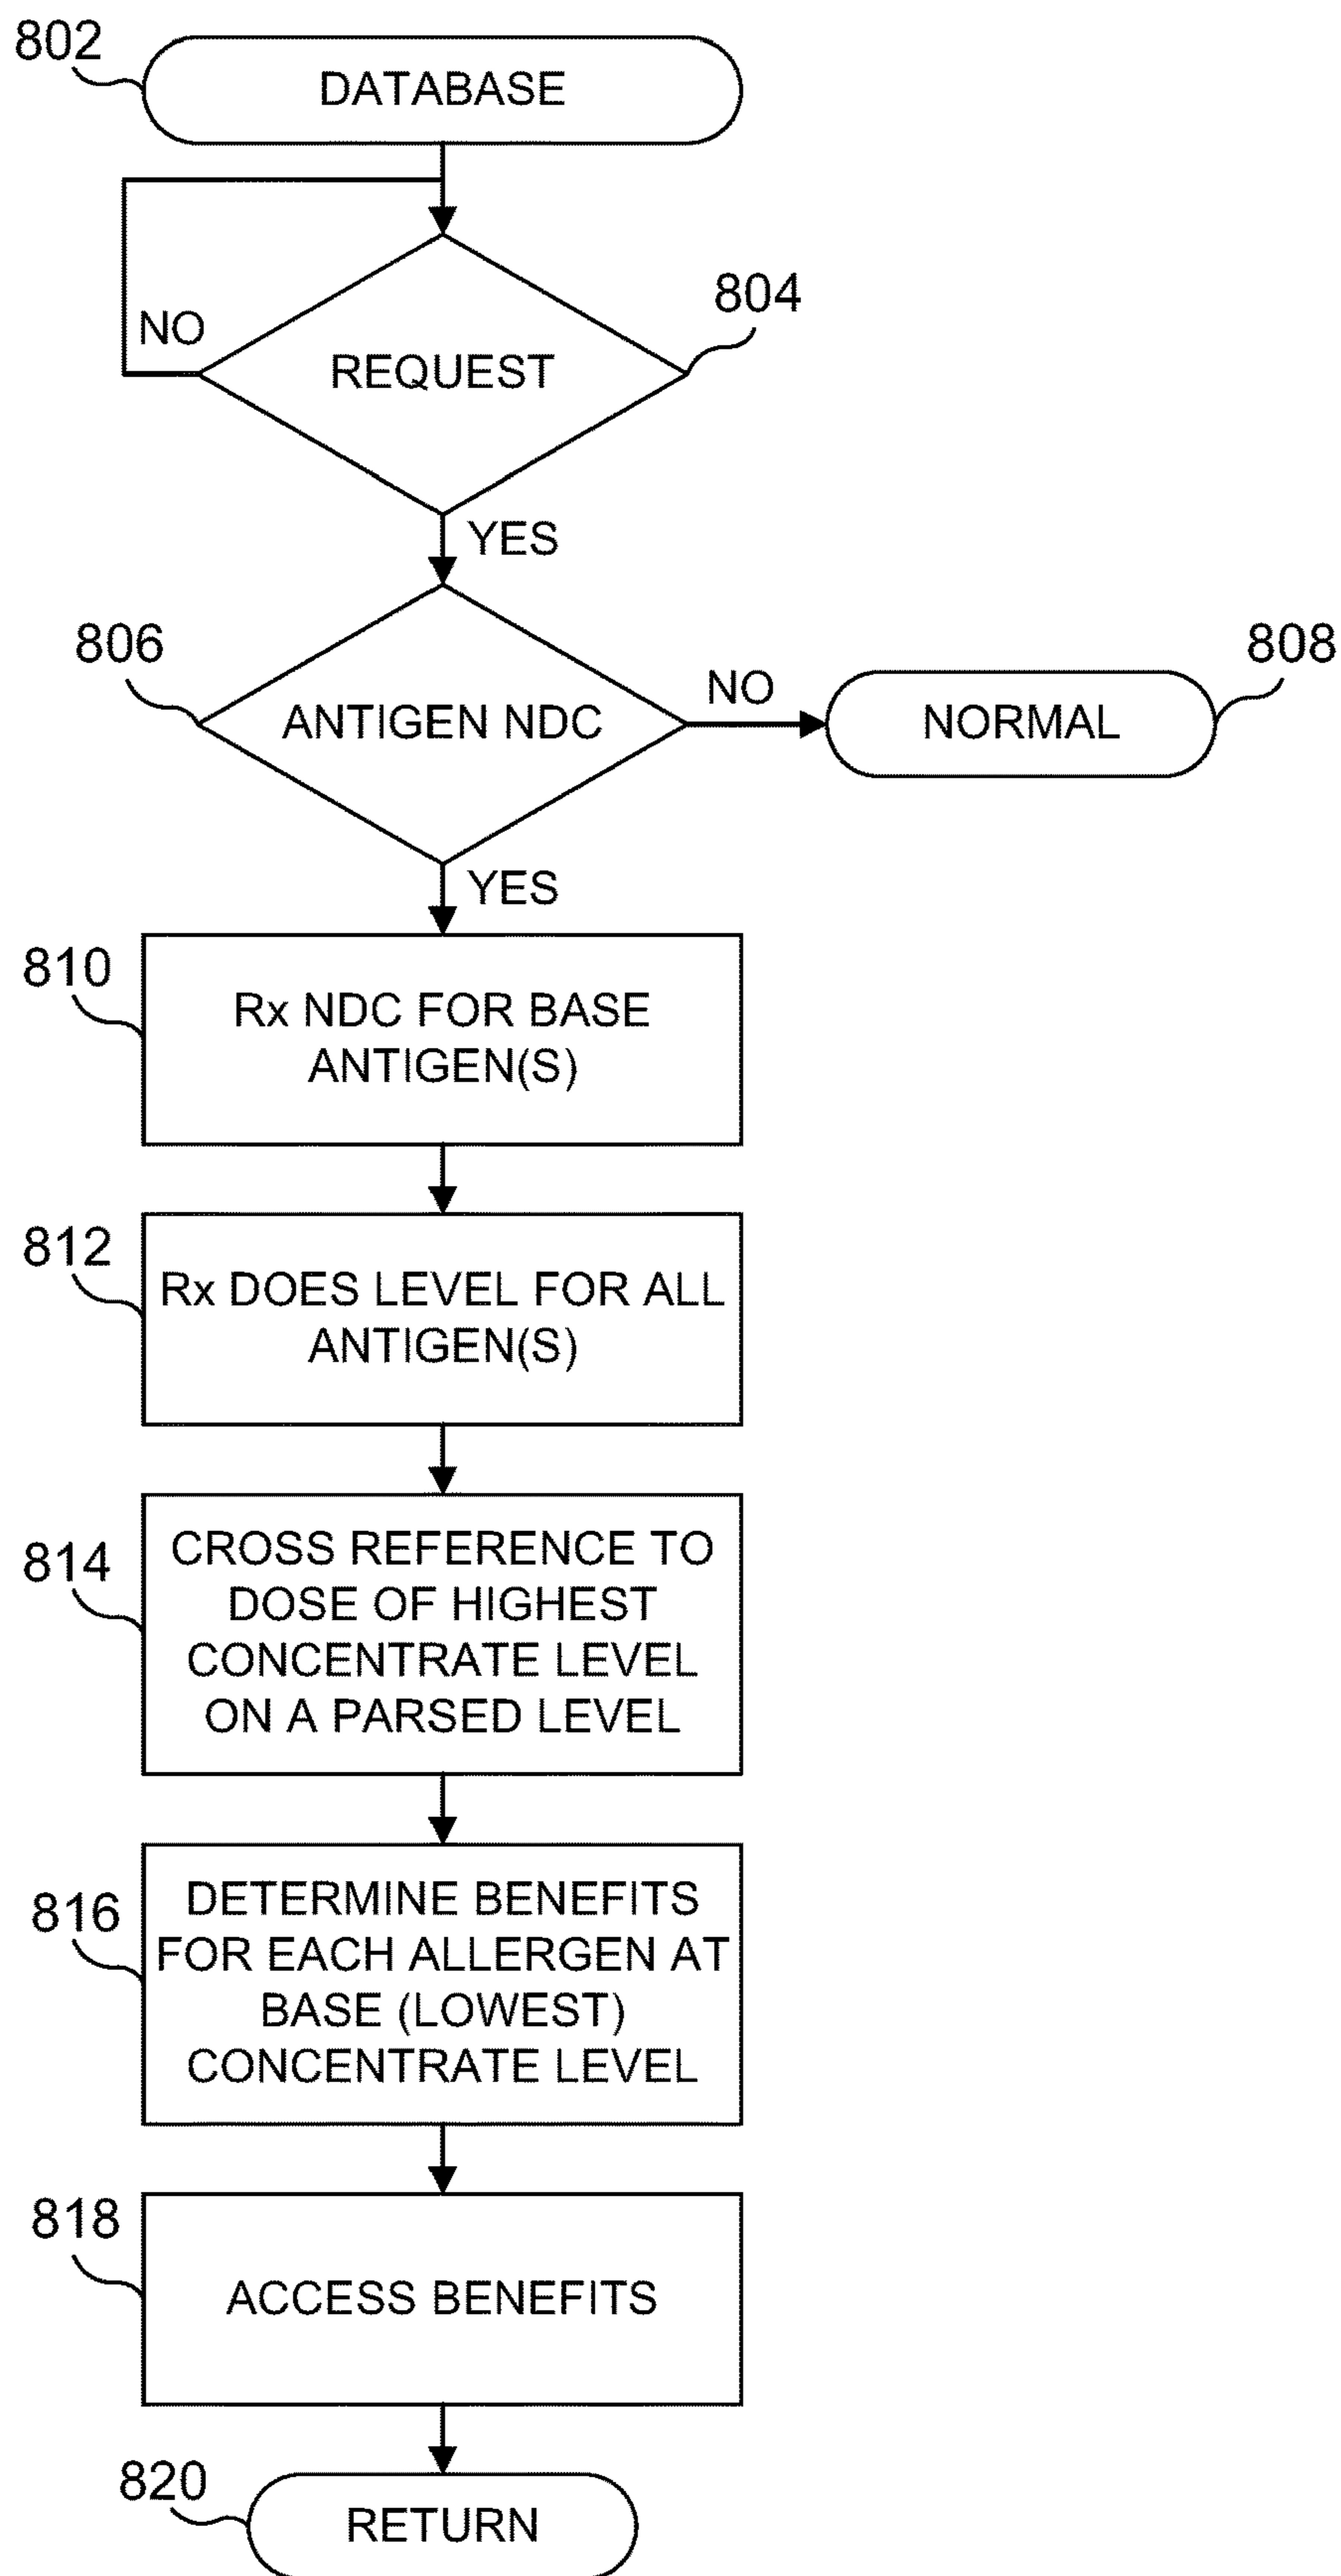 802
DATABASE
NO
804
REQUEST
YES
806
ANTIGEN NDC
NO
808
NORMAL
YES
810
Rx NDC FOR BASE
ANTIGEN(S)
812
Rx DOES LEVEL FOR ALL
ANTIGEN(S)
814
CROSS REFERENCE TO
DOSE OF HIGHEST
CONCENTRATE LEVEL
ON A PARSED LEVEL
816
DETERMINE BENEFITS
FOR EACH ALLERGEN AT
BASE (LOWEST)
CONCENTRATE LEVEL
818
ACCESS BENEFITS
820
RETURN